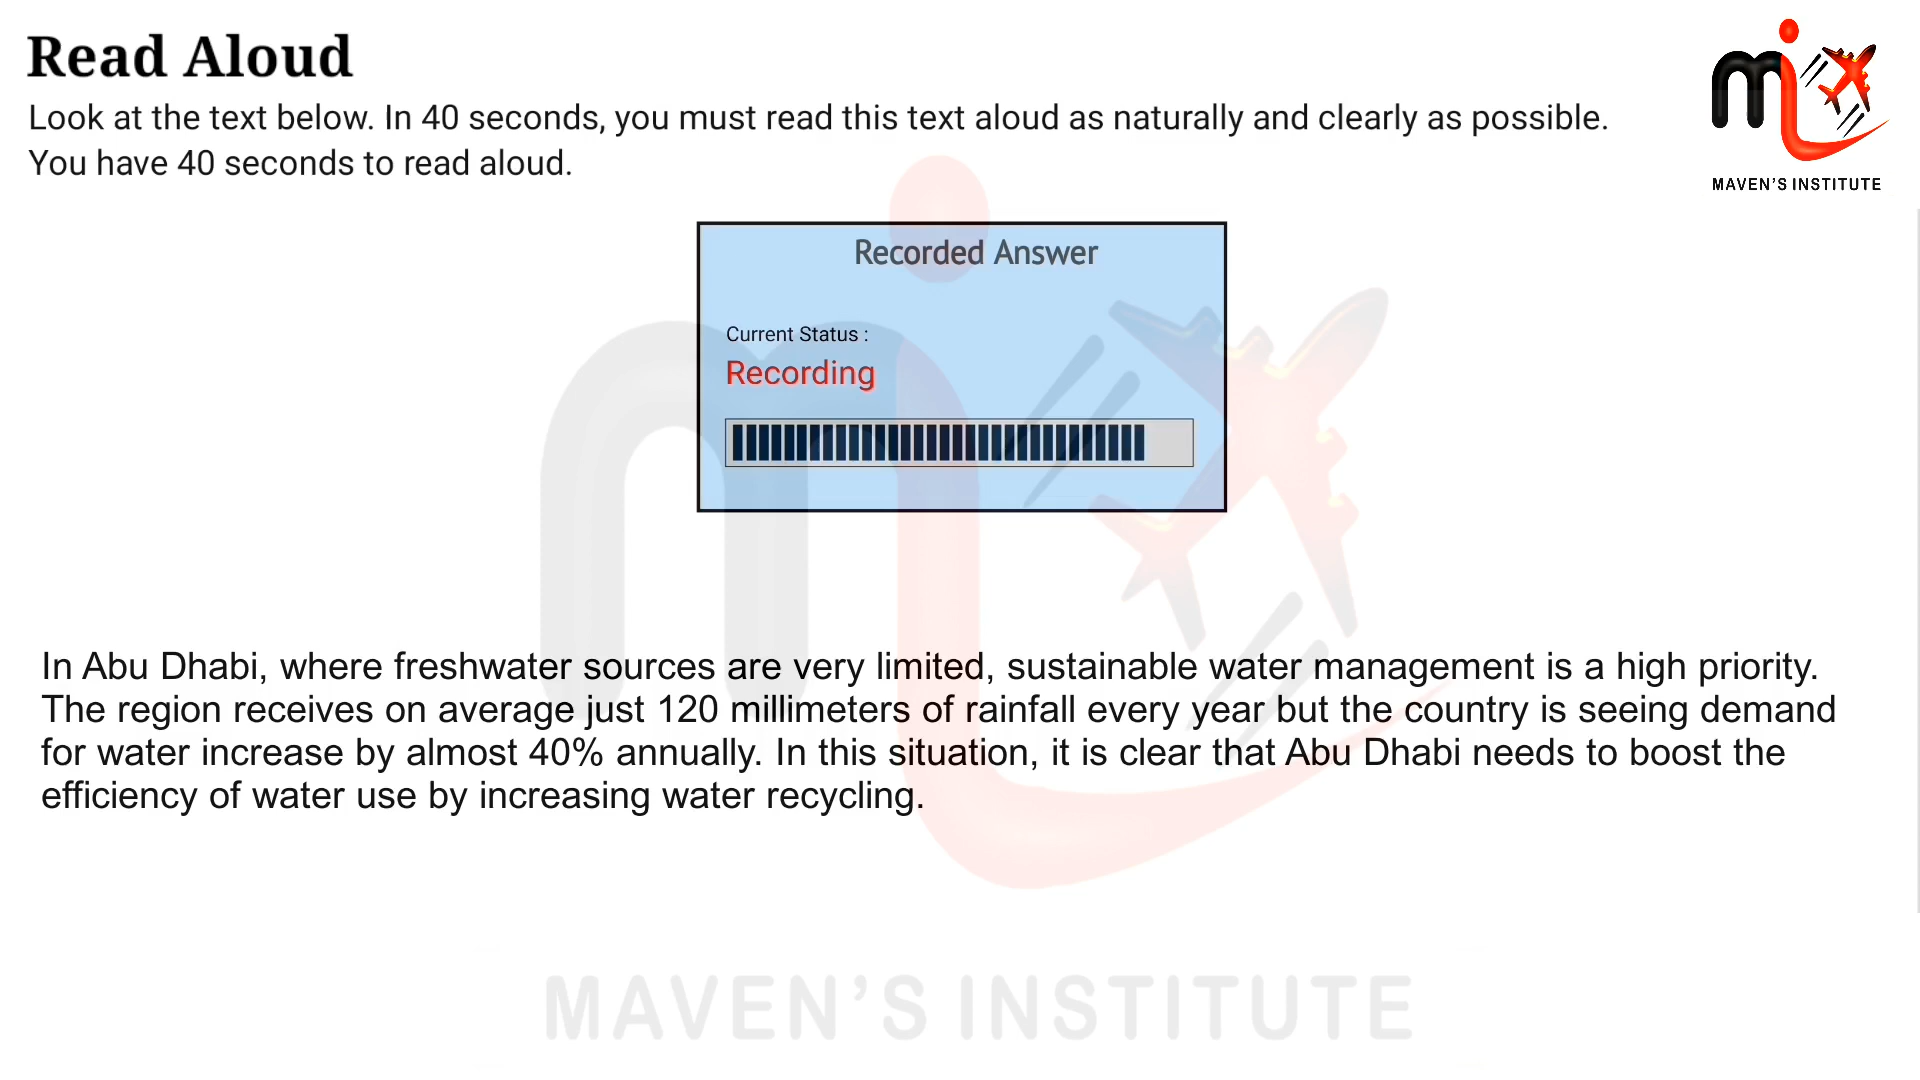 Read Aloud
Look at the text below. In 40 seconds, you must read this text aloud as naturally and clearly as possible.
You have 40 seconds to read aloud.
MAVEN'S INSTITUTE
Recorded Answer
Current Status :
Recording
In Abu Dhabi, where freshwater sources are very limited, sustainable water management is a high priority.
The region receives on average just 120 millimeters of rainfall every year but the country is seeing demand
for water increase by almost 40% annually. In this situation, it is clear that Abu Dhabi needs to boost the
efficiency of water use by increasing water recycling.
MAVEN'S INSTITUTE